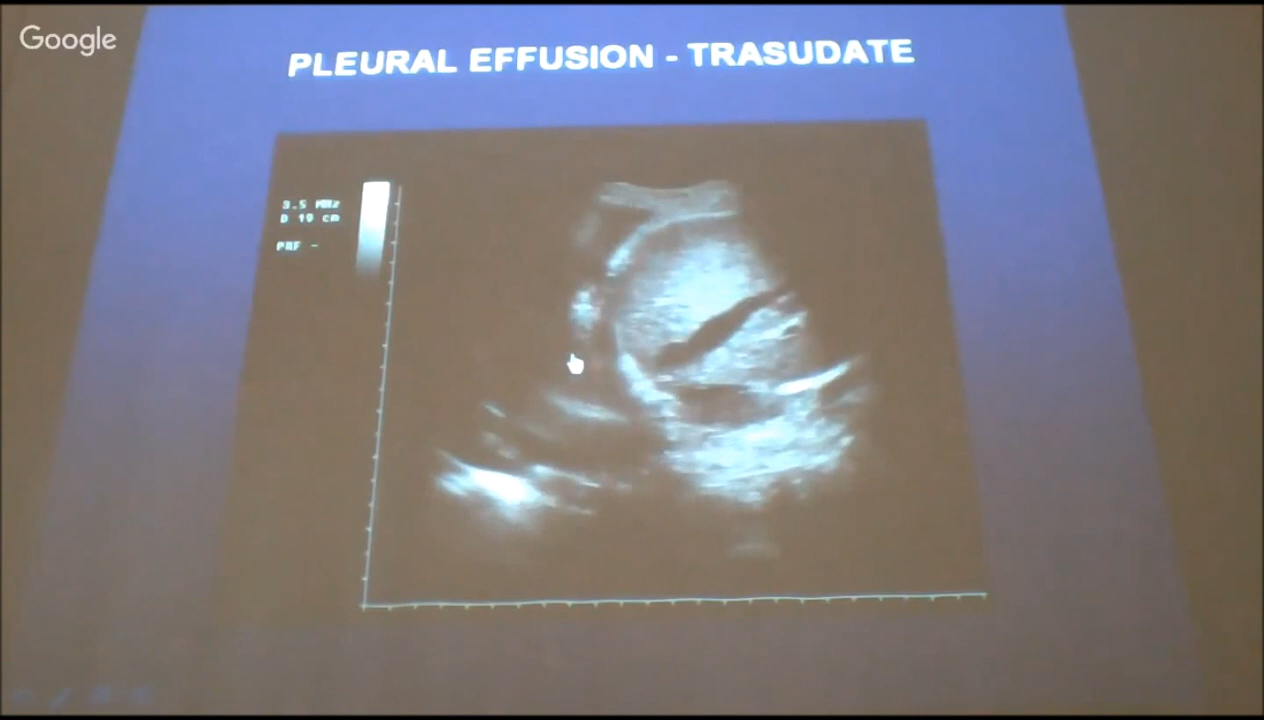 Google
PLEURAL EFFUSION - TRASUDATE
3.5 MHz
D 19 cm
PRF -